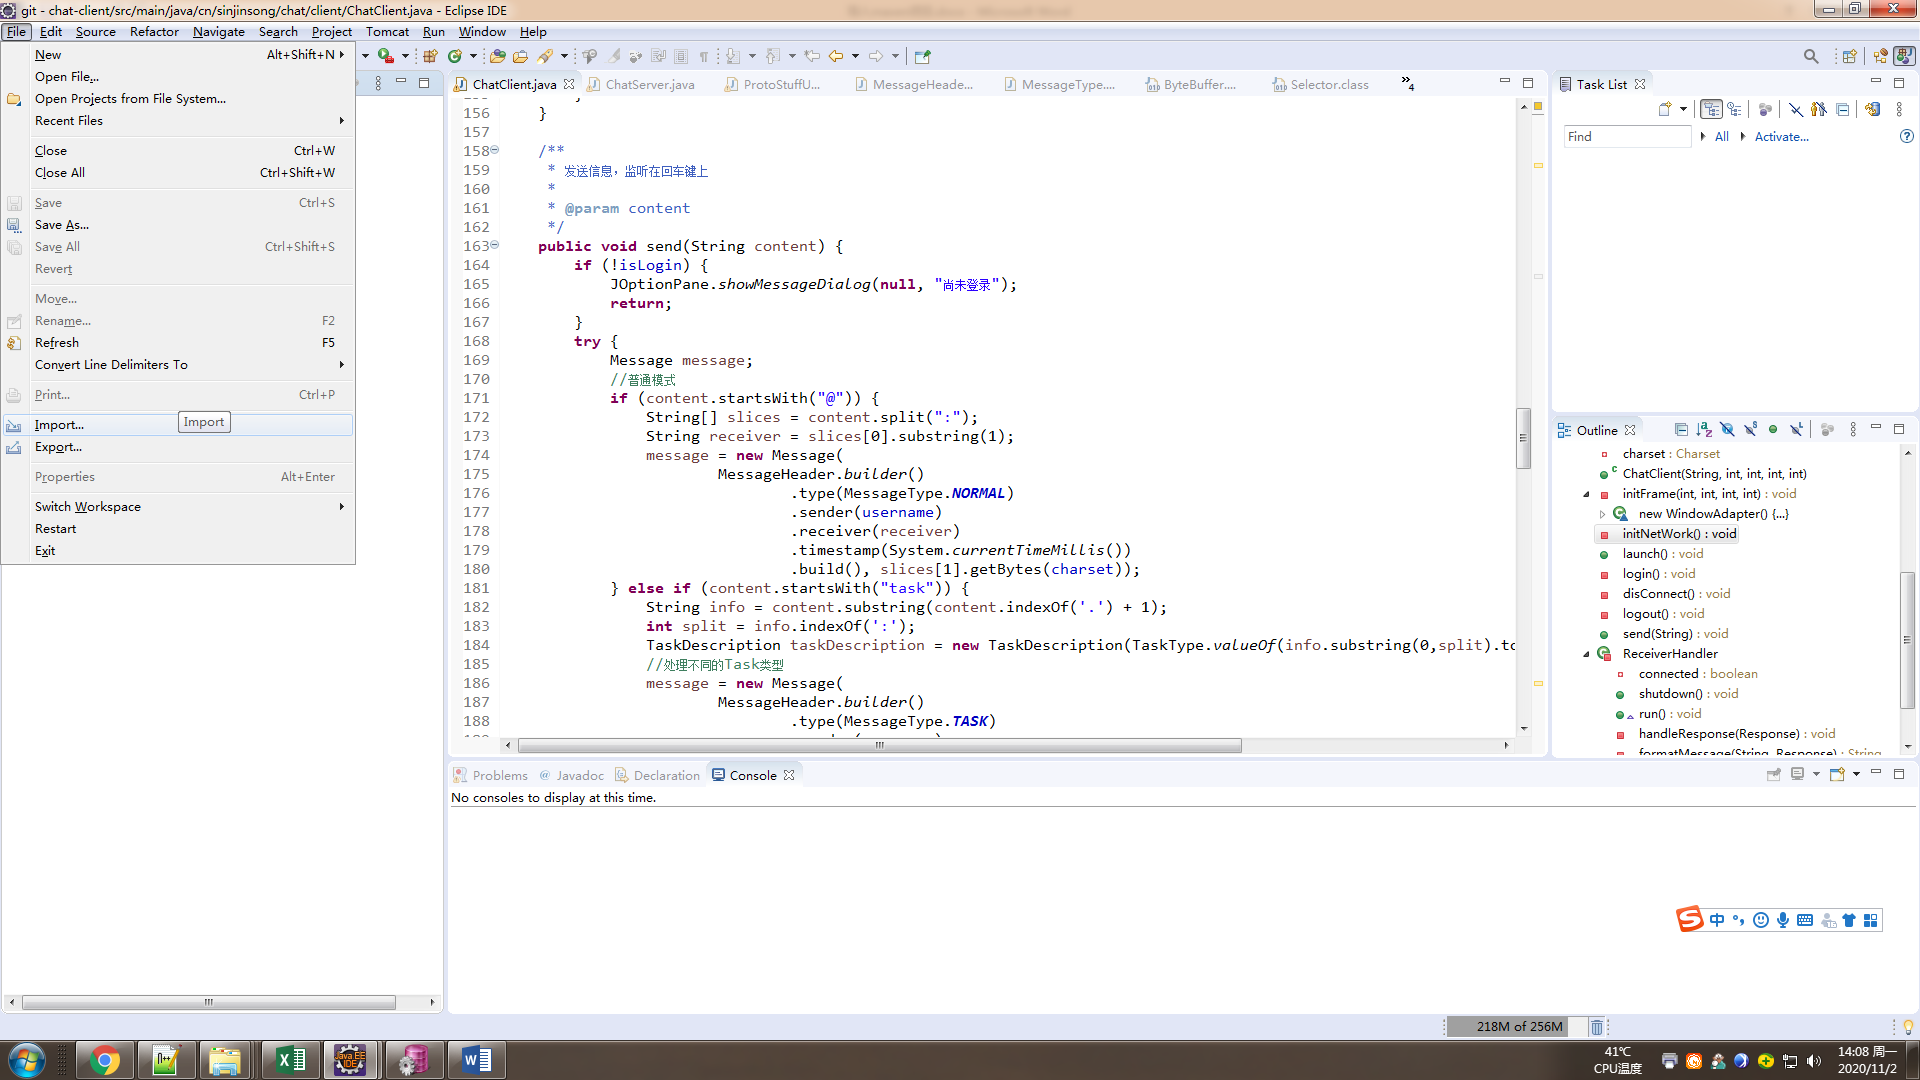 git - chat-client/src/main/java/cn/sinjinsong/chat/client/ChatClient.java - Eclipse IDE
File Edit Source Refactor Navigate Search Project Tomcat Run Window Help
New Alt+Shift+N
Open File...
Open Projects from File System...
Recent Files
Close Ctrl+W
Close All Ctrl+Shift+W
Save Ctrl+S
Save As...
Save All Ctrl+Shift+S
Revert
Move...
Rename... F2
Refresh F5
Convert Line Delimiters To
Print... Ctrl+P
Import...
Import
Export...
Properties Alt+Enter
Switch Workspace
Restart
Exit
ChatClient.java ChatServer.java ProtoStuffU... MessageHeade... MessageType.... ByteBuffer.... Selector.class »4
156 }
157
158 /**
159 * 发送信息，监听在回车键上
160 *
161 * @param content
162 */
163 public void send(String content) {
164 if (!isLogin) {
165 JOptionPane.showMessageDialog(null, "尚未登录");
166 return;
167 }
168 try {
169 Message message;
170 //普通模式
171 if (content.startsWith("@")) {
172 String[] slices = content.split(":");
173 String receiver = slices[0].substring(1);
174 message = new Message(
175 MessageHeader.builder()
176 .type(MessageType.NORMAL)
177 .sender(username)
178 .receiver(receiver)
179 .timestamp(System.currentTimeMillis())
180 .build(), slices[1].getBytes(charset));
181 } else if (content.startsWith("task")) {
182 String info = content.substring(content.indexOf('.') + 1);
183 int split = info.indexOf(':');
184 TaskDescription taskDescription = new TaskDescription(TaskType.valueOf(info.substring(0,split).to
185 //处理不同的Task类型
186 message = new Message(
187 MessageHeader.builder()
188 .type(MessageType.TASK)
Task List
Find All Activate...
Outline
charset : Charset
ChatClient(String, int, int, int, int)
initFrame(int, int, int, int) : void
new WindowAdapter() {...}
initNetWork() : void
launch() : void
login() : void
disConnect() : void
logout() : void
send(String) : void
ReceiverHandler
connected : boolean
shutdown() : void
run() : void
handleResponse(Response) : void
formatMessage(String, Response) : String
Problems Javadoc Declaration Console
No consoles to display at this time.
中
218M of 256M
41℃
CPU温度
14:08 周一
2020/11/2